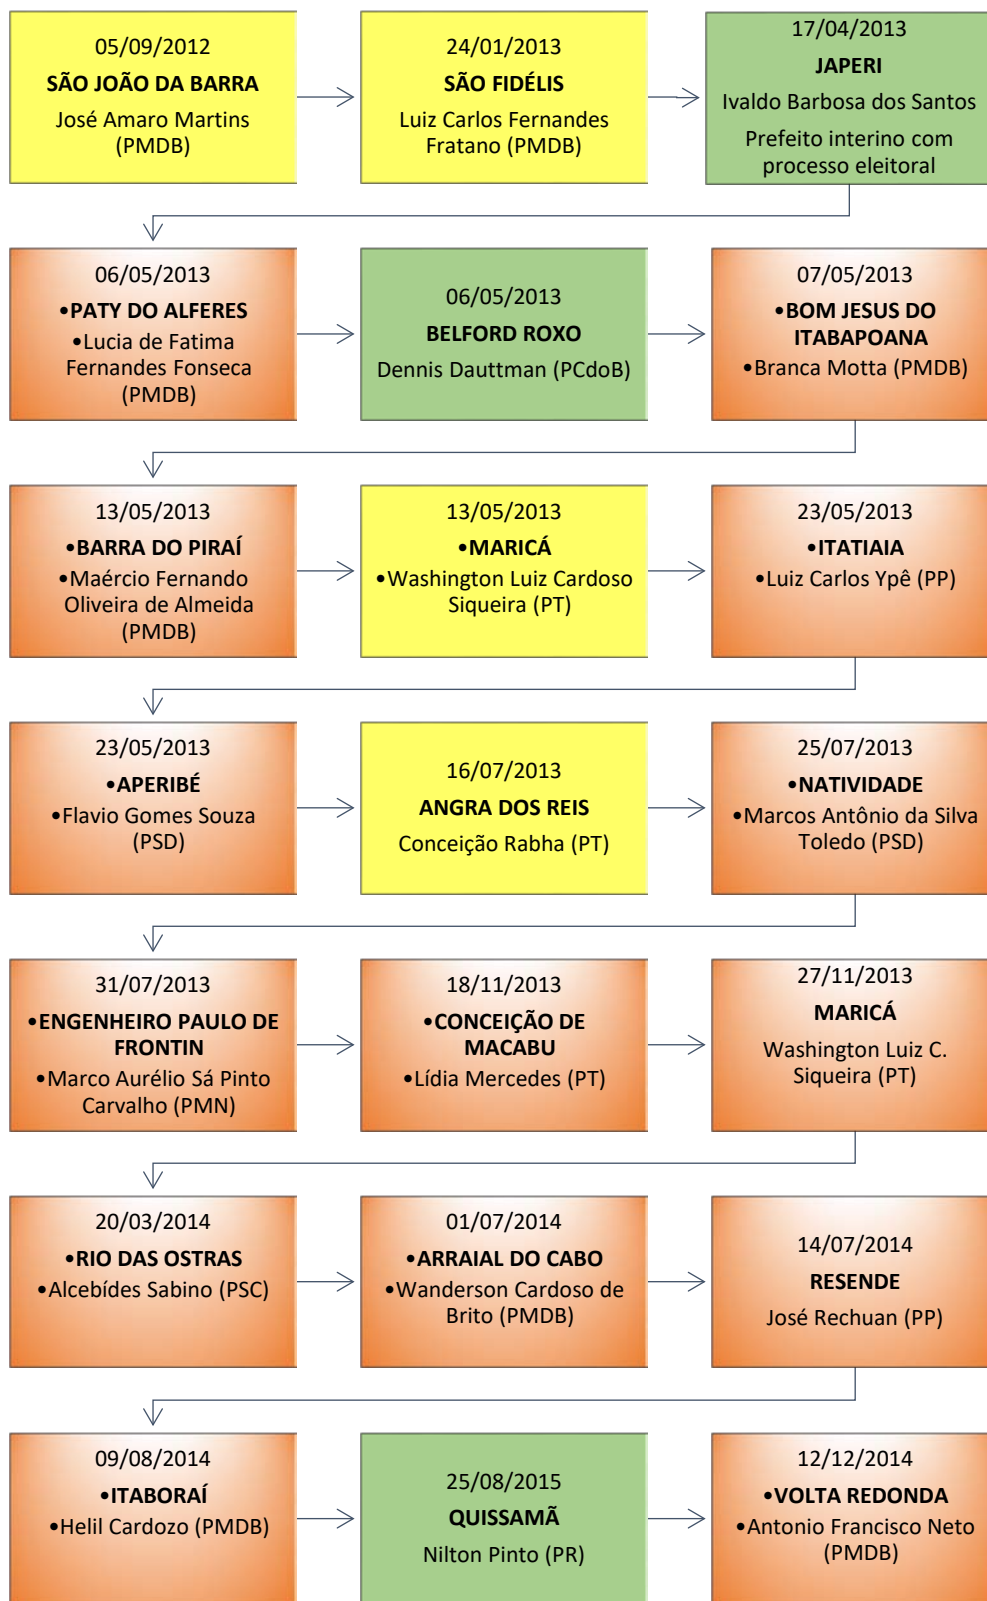 05/09/2012
SÃO JOÃO DA BARRA
José Amaro Martins
(PMDB)
24/01/2013
SÃO FIDÉLIS
Luiz Carlos Fernandes
Fratano (PMDB)
17/04/2013
JAPERI
Ivaldo Barbosa dos Santos
Prefeito interino com
processo eleitoral
06/05/2013
•PATY DO ALFERES
•Lucia de Fatima
Fernandes Fonseca
(PMDB)
06/05/2013
BELFORD ROXO
Dennis Dauttman (PCdoB)
07/05/2013
•BOM JESUS DO
ITABAPOANA
•Branca Motta (PMDB)
13/05/2013
•BARRA DO PIRAÍ
•Maércio Fernando
Oliveira de Almeida
(PMDB)
13/05/2013
•MARICÁ
•Washington Luiz Cardoso
Siqueira (PT)
23/05/2013
•ITATIAIA
•Luiz Carlos Ypê (PP)
23/05/2013
•APERIBÉ
•Flavio Gomes Souza
(PSD)
16/07/2013
ANGRA DOS REIS
Conceição Rabha (PT)
25/07/2013
•NATIVIDADE
•Marcos Antônio da Silva
Toledo (PSD)
31/07/2013
•ENGENHEIRO PAULO DE
FRONTIN
•Marco Aurélio Sá Pinto
Carvalho (PMN)
18/11/2013
•CONCEIÇÃO DE
MACABU
•Lídia Mercedes (PT)
27/11/2013
MARICÁ
Washington Luiz C.
Siqueira (PT)
20/03/2014
•RIO DAS OSTRAS
•Alcebídes Sabino (PSC)
01/07/2014
•ARRAIAL DO CABO
•Wanderson Cardoso de
Brito (PMDB)
14/07/2014
RESENDE
José Rechuan (PP)
09/08/2014
•ITABORAÍ
•Helil Cardozo (PMDB)
25/08/2015
QUISSAMÃ
Nilton Pinto (PR)
12/12/2014
•VOLTA REDONDA
•Antonio Francisco Neto
(PMDB)